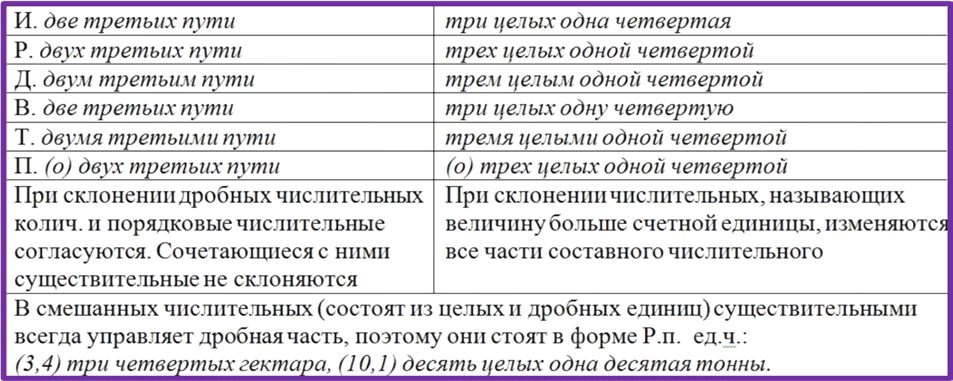 И. две третьих пути
три целых одна четвертая
Р. двух третьих пути
трех целых одной четвертой
Д. двум третьим пути
трем целым одной четвертой
В. две третьих пути
три целых одну четвертую
Т. двумя третьими пути
тремя целыми одной четвертой
П. (о) двух третьих пути
(о) трех целых одной четвертой
При склонении дробных числительных
колич. и порядковые числительные
согласуются. Сочетающиеся с ними
существительные не склоняются
При склонении числительных, называющих
величину больше счетной единицы, изменяются
все части составного числительного
В смешанных числительных (состоят из целых и дробных единиц) существительными
всегда управляет дробная часть, поэтому они стоят в форме Р.п. ед.ч.:
(3,4) три четвертых гектара, (10,1) десять целых одна десятая тонны.